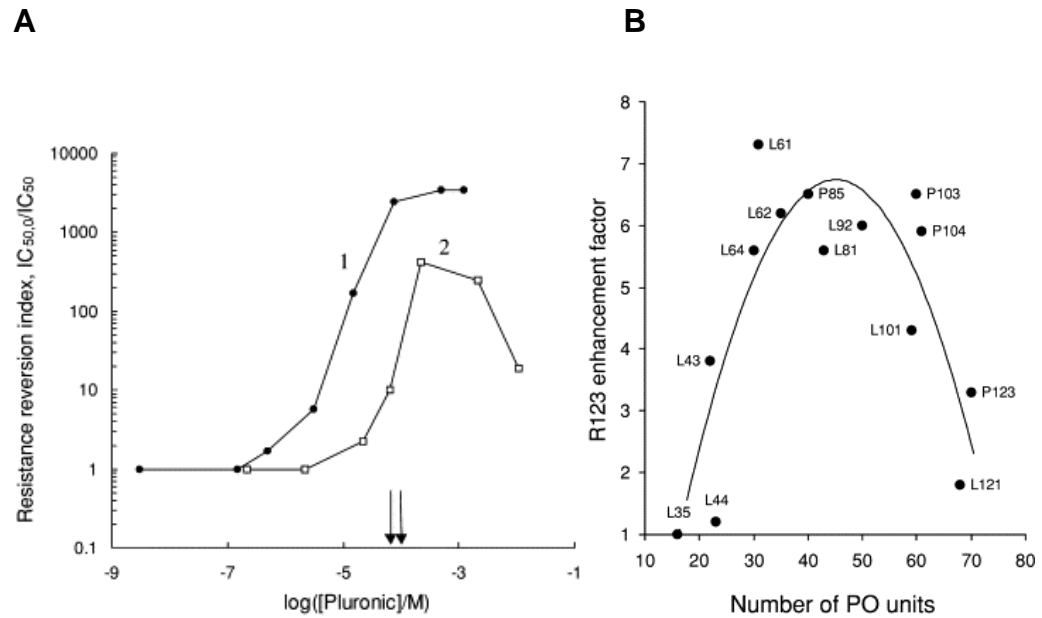 A
B
Resistance reversion index, IC50,0/IC50
10000
1000
100
10
1
0.1
1
2
-9
-7
-5
-3
-1
log([Pluronic]/M)
R123 enhancement factor
8
7
6
5
4
3
2
1
L61
P85
P103
L62
L92
P104
L64
L81
L101
L43
P123
L121
L44
L35
10
20
30
40
50
60
70
80
Number of PO units